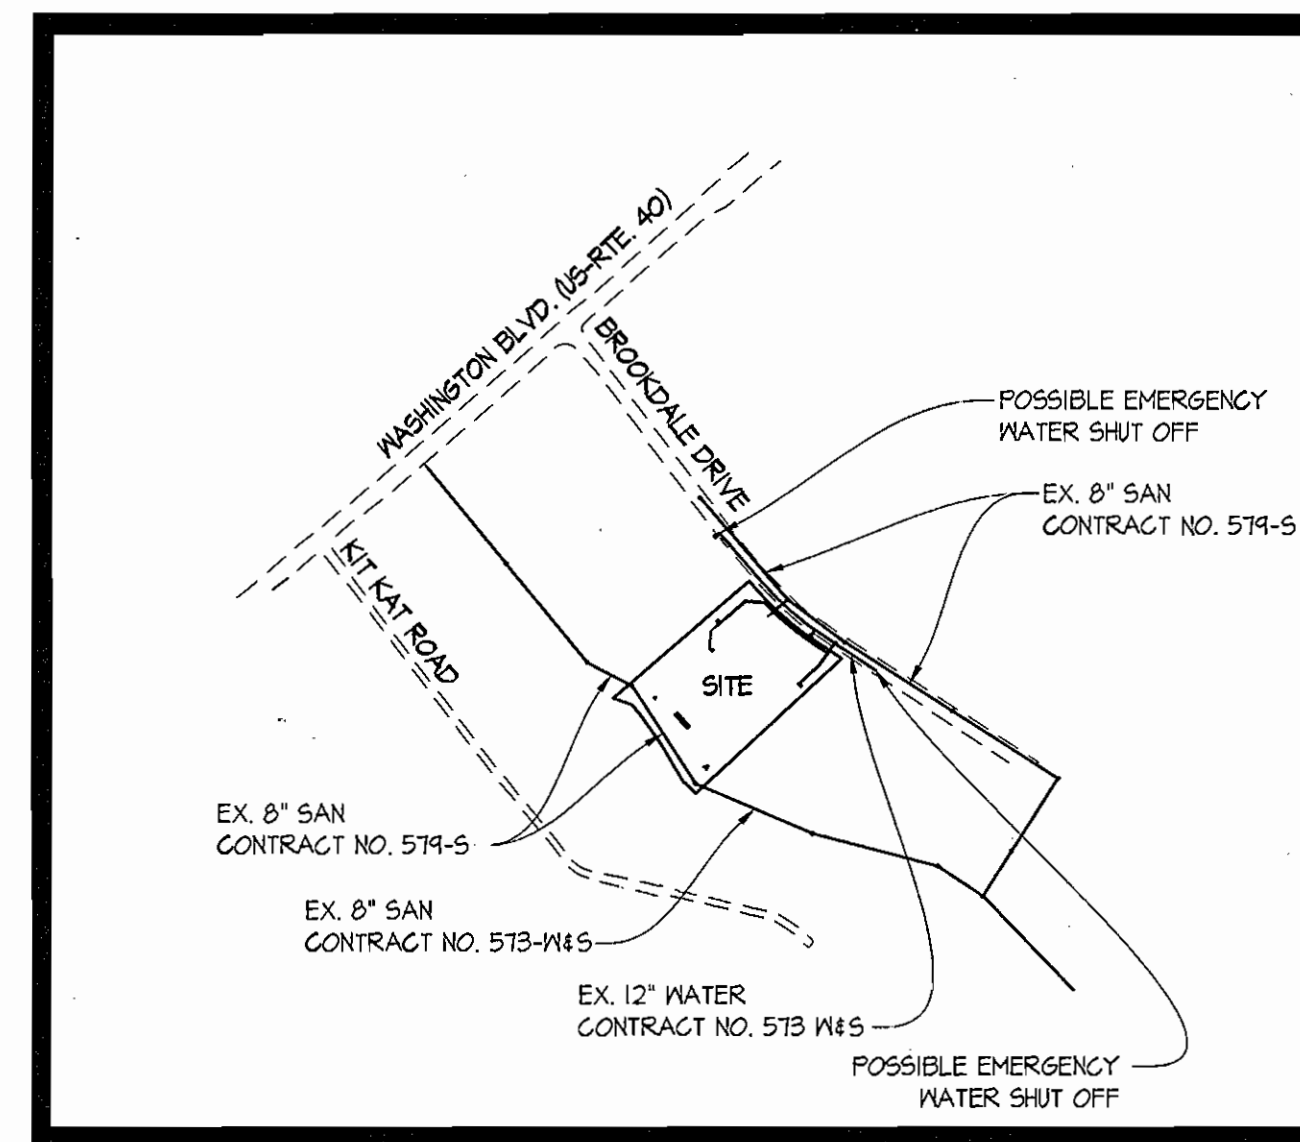 WASHINGTON BLVD. (US-RTE. 40)
BROOKDALE DRIVE
POSSIBLE EMERGENCY
WATER SHUT OFF
EX. 8" SAN
CONTRACT NO. 579-S
KIT KAT ROAD
SITE
EX. 8" SAN
CONTRACT NO. 579-S
EX. 8" SAN
CONTRACT NO. 573-W&S
EX. 12" WATER
CONTRACT NO. 573 W&S
POSSIBLE EMERGENCY
WATER SHUT OFF